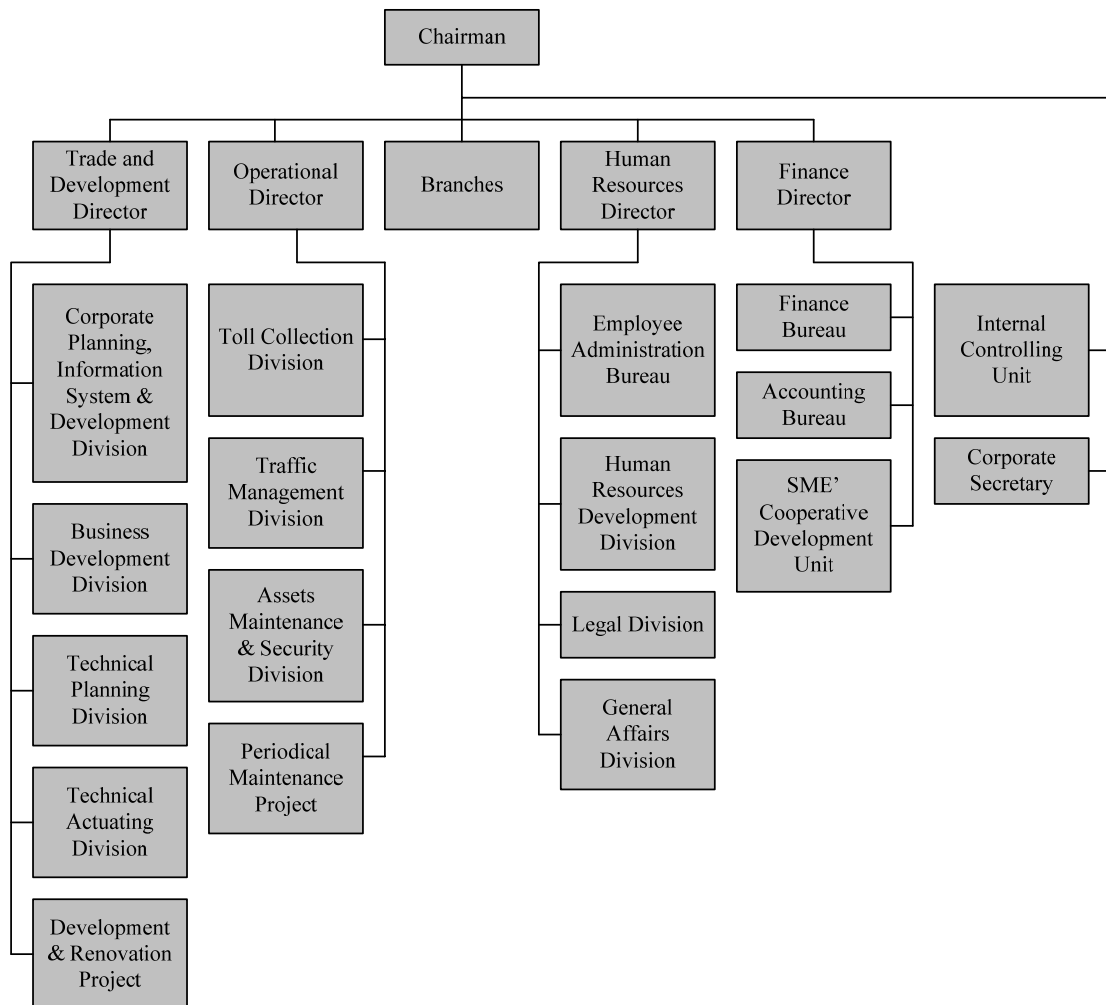 Chairman
Trade and
Development
Director
Operational
Director
Branches
Human
Resources
Director
Finance
Director
Corporate
Planning,
Information
System &
Development
Division
Business
Development
Division
Technical
Planning
Division
Technical
Actuating
Division
Development
& Renovation
Project
Toll Collection
Division
Traffic
Management
Division
Assets
Maintenance
& Security
Division
Periodical
Maintenance
Project
Employee
Administration
Bureau
Human
Resources
Development
Division
Legal Division
General
Affairs
Division
Finance
Bureau
Accounting
Bureau
SME’
Cooperative
Development
Unit
Internal
Controlling
Unit
Corporate
Secretary